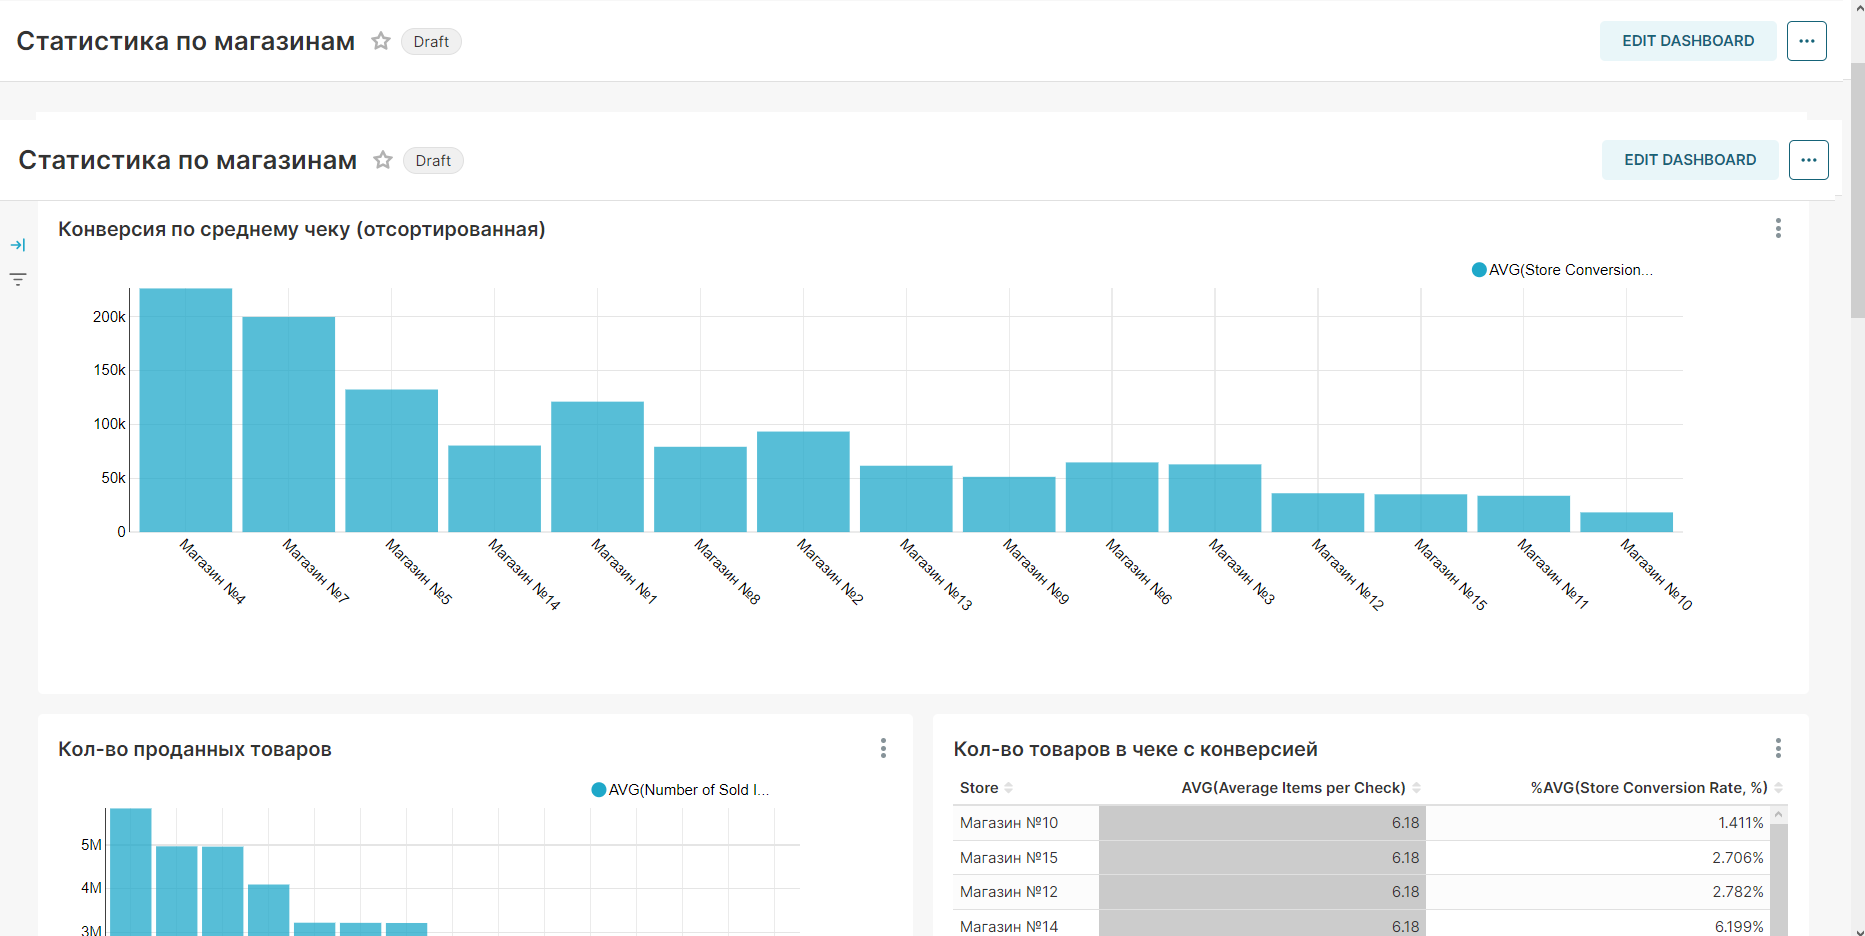 Статистика по магазинам Draft EDIT DASHBOARD ...
Статистика по магазинам Draft EDIT DASHBOARD ...
Конверсия по среднему чеку (отсортированная)
AVG(Store Conversion...
200k
150k
100k
50k
0
Магазин №4 Магазин №7 Магазин №5 Магазин №14 Магазин №1 Магазин №8 Магазин №2 Магазин №13 Магазин №9 Магазин №6 Магазин №3 Магазин №12 Магазин №15 Магазин №11 Магазин №10
Кол-во проданных товаров
AVG(Number of Sold I...
5M
4M
3M
Кол-во товаров в чеке с конверсией
Store AVG(Average Items per Check) %AVG(Store Conversion Rate, %)
Магазин №10 6.18 1.411%
Магазин №15 6.18 2.706%
Магазин №12 6.18 2.782%
Магазин №14 6.18 6.199%